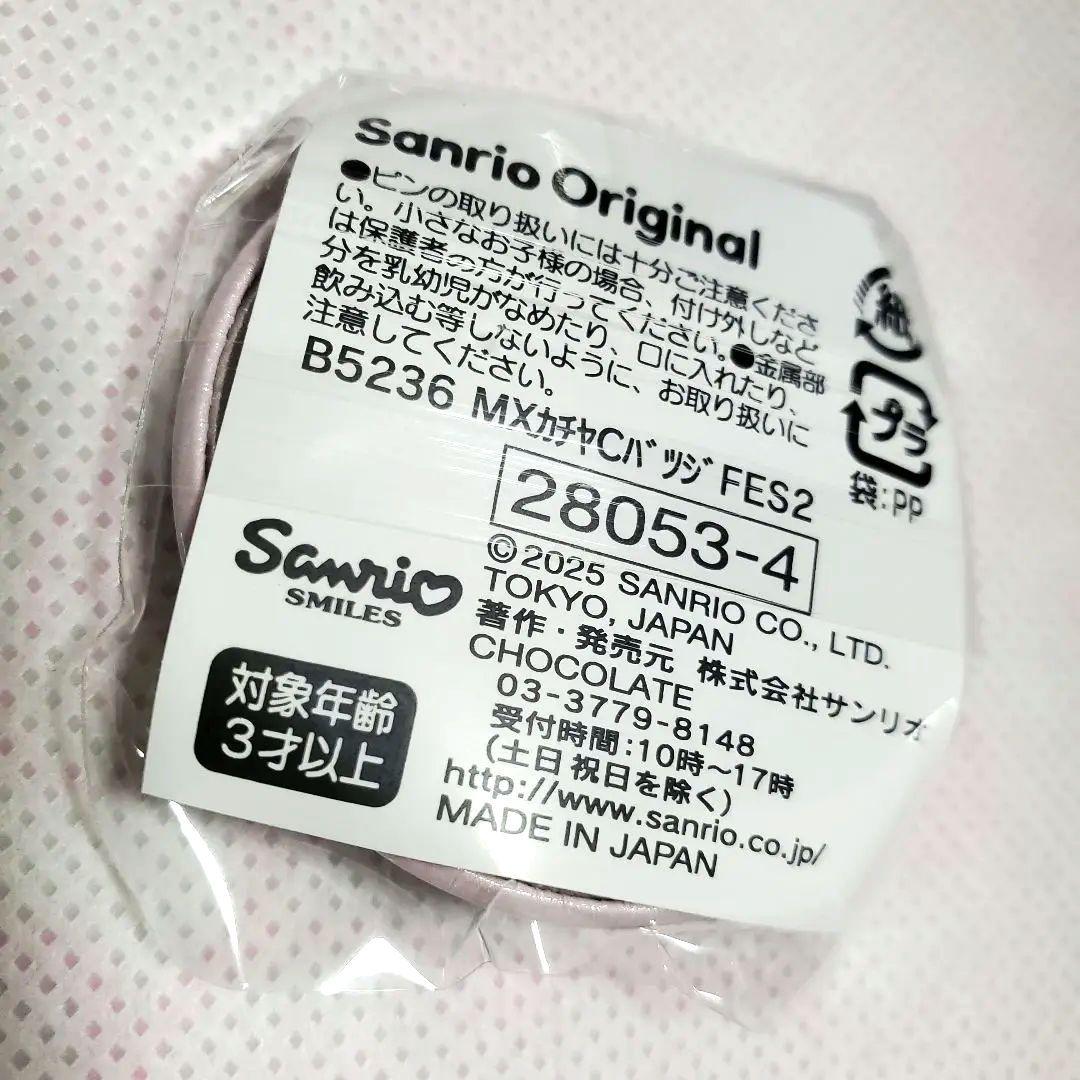 Sanrio Original
●ピンの取り扱いには十分ご注意くださ
い。小さなお子様の場合、付け外しなど
は保護者の方が行ってください。●金属部
分を乳幼児がなめたり、口に入れたり、
飲み込む等しないように、お取り扱いに
注意してください。
B5236 MXｶﾁﾔCﾊﾞﾂｼﾞFES2
28053-4
紙
プラ
袋:PP
Sanrio
SMILES
対象年齢
3才以上
©2025 SANRIO CO., LTD.
TOKYO, JAPAN
著作・発売元 株式会社サンリオ
CHOCOLATE
03-3779-8148
受付時間:10時～17時
(土日祝日を除く)
http://www.sanrio.co.jp/
MADE IN JAPAN